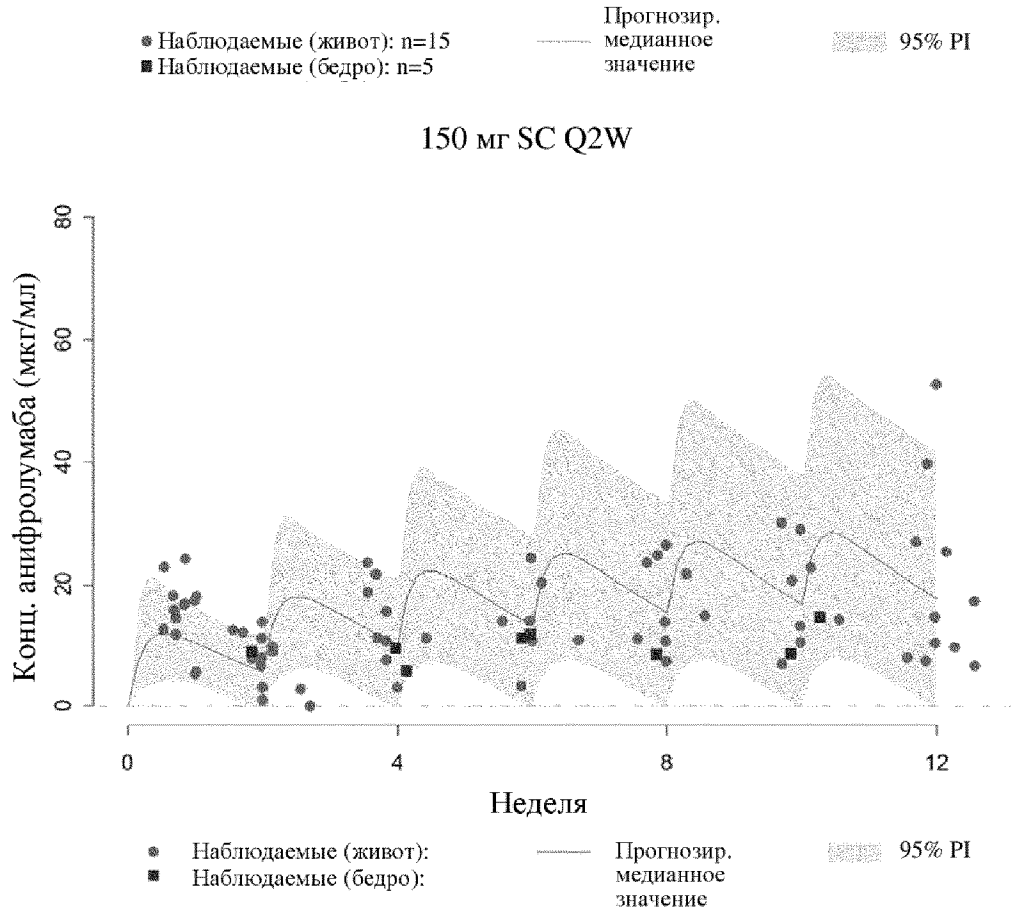 ● Наблюдаемые (живот): n=15
■ Наблюдаемые (бедро): n=5
Прогнозир.
медианное
значение
95% PI
150 мг SC Q2W
Конц. анифролумаба (мкг/мл)
80
60
40
20
0
0 4 8 12
Неделя
● Наблюдаемые (живот):
■ Наблюдаемые (бедро):
Прогнозир.
медианное
значение
95% PI